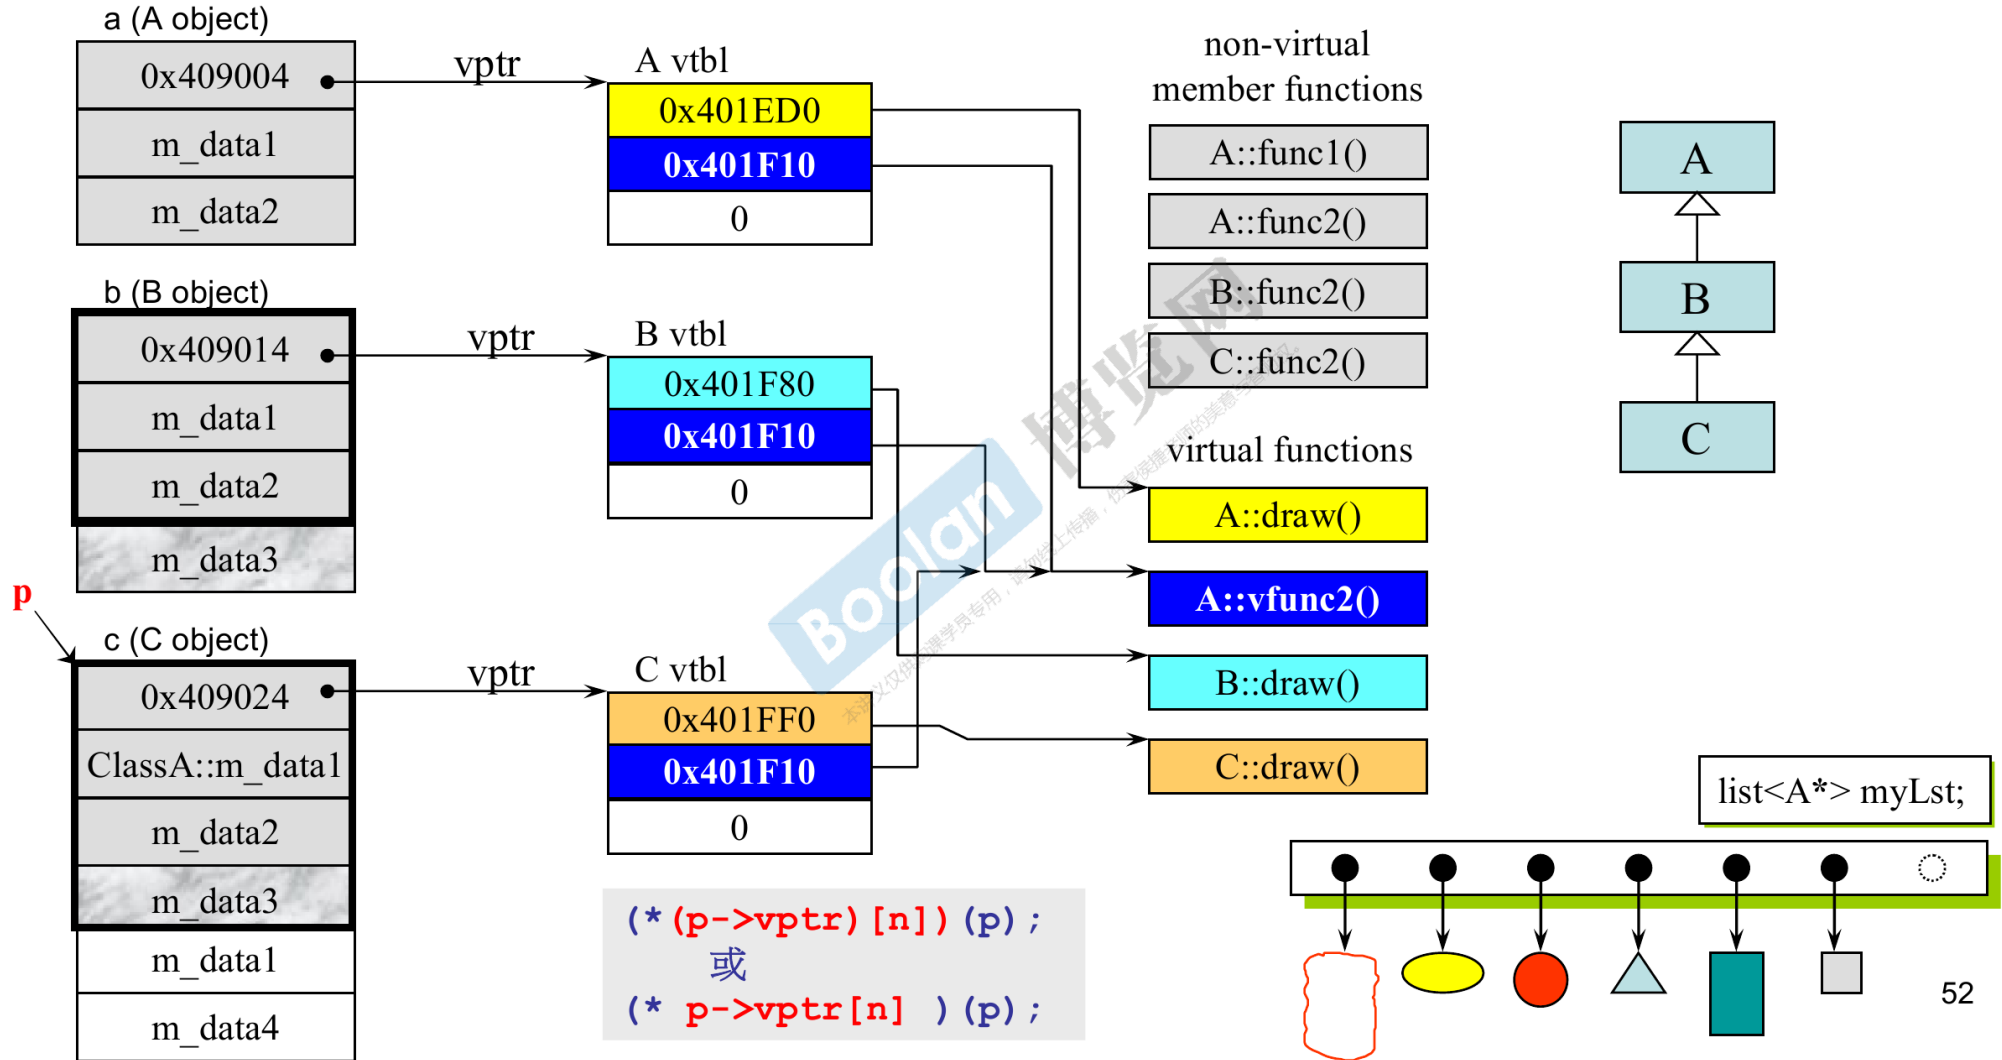 a (A object)
0x409004
m_data1
m_data2
vptr
A vtbl
0x401ED0
0x401F10
0
b (B object)
0x409014
m_data1
m_data2
m_data3
vptr
B vtbl
0x401F80
0x401F10
0
p
c (C object)
0x409024
ClassA::m_data1
m_data2
m_data3
m_data1
m_data4
vptr
C vtbl
0x401FF0
0x401F10
0
(*(p->vptr)[n])(p);
或
(* p->vptr[n] )(p);
non-virtual
member functions
A::func1()
A::func2()
B::func2()
C::func2()
virtual functions
A::draw()
A::vfunc2()
B::draw()
C::draw()
A
B
C
list<A*> myLst;
52
Boolan
博览网